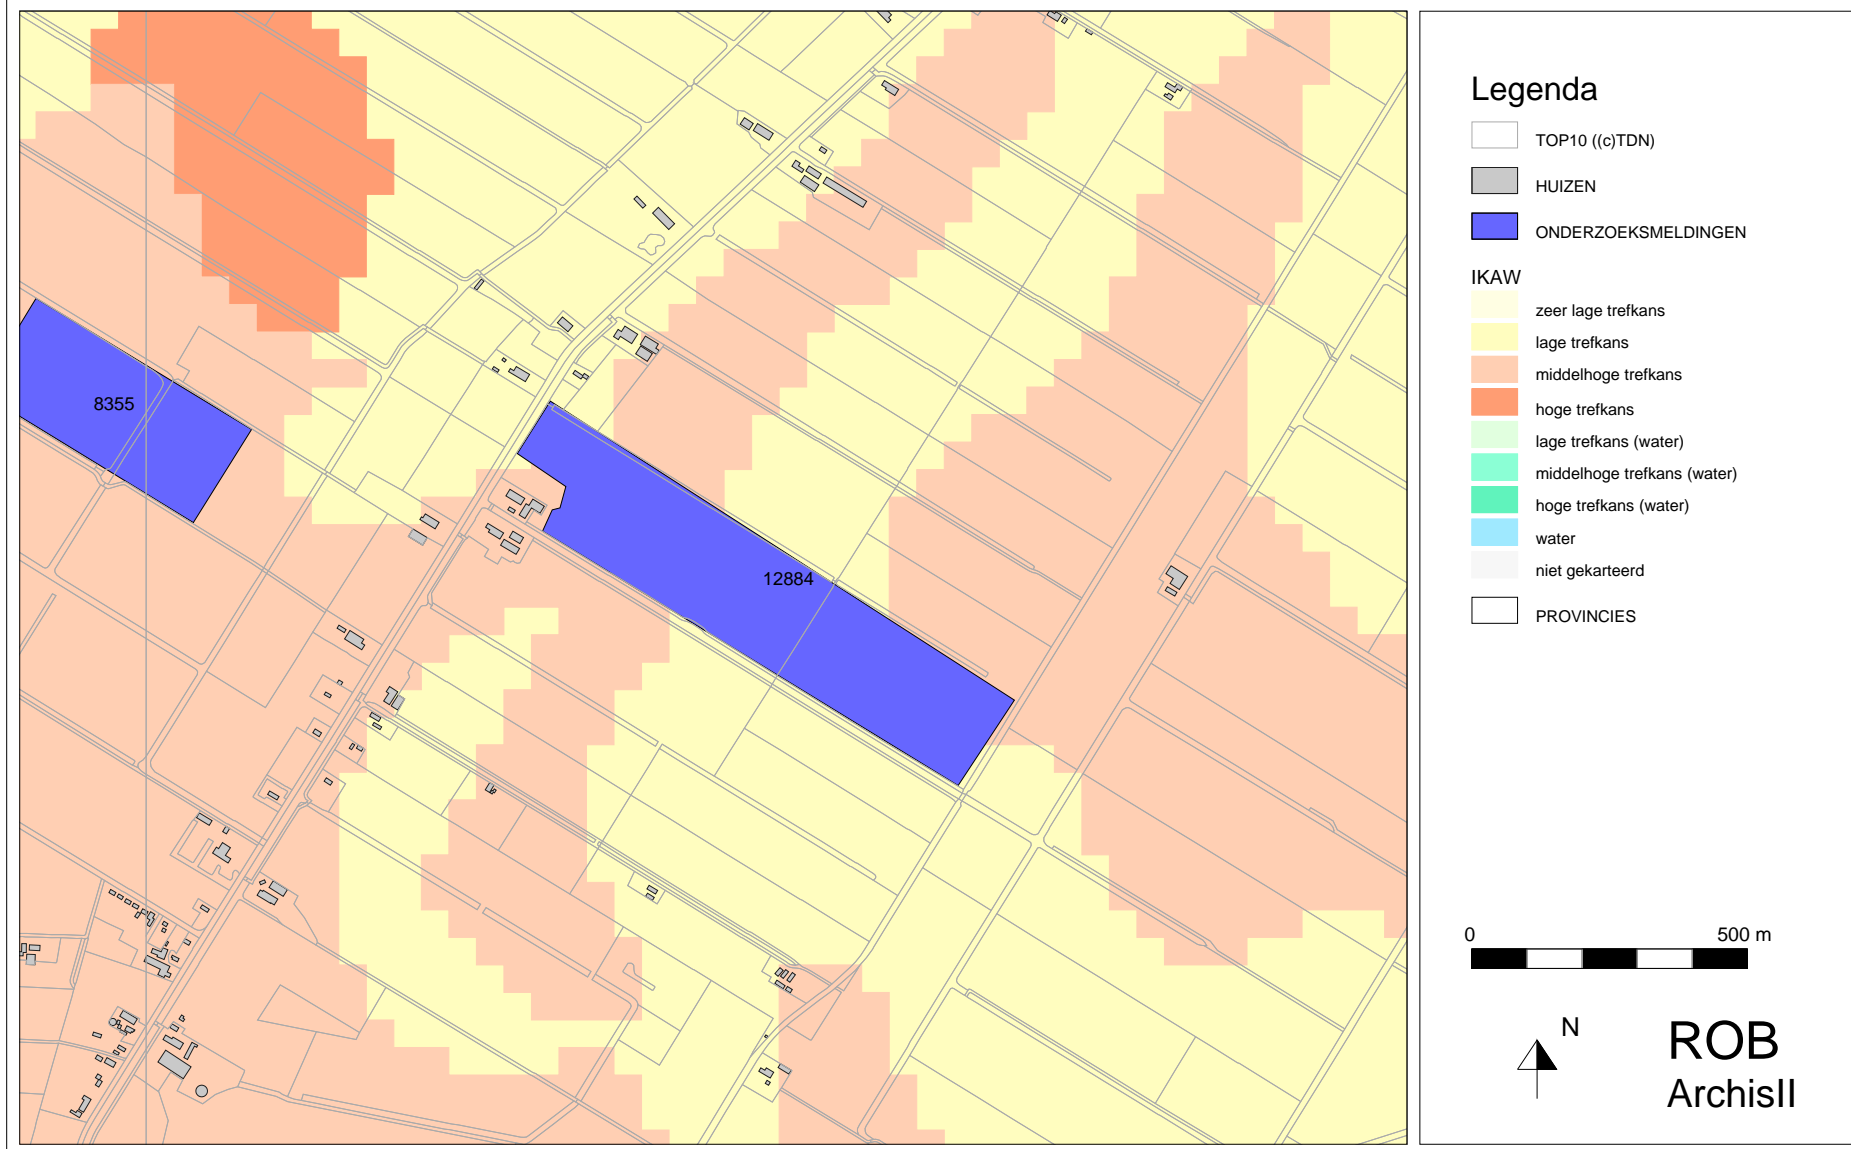 8355
12884
Legenda
TOP10 ((c)TDN)
HUIZEN
ONDERZOEKSMELDINGEN
IKAW
zeer lage trefkans
lage trefkans
middelhoge trefkans
hoge trefkans
lage trefkans (water)
middelhoge trefkans (water)
hoge trefkans (water)
water
niet gekarteerd
PROVINCIES
0 500 m
N
ROB
ArchisII